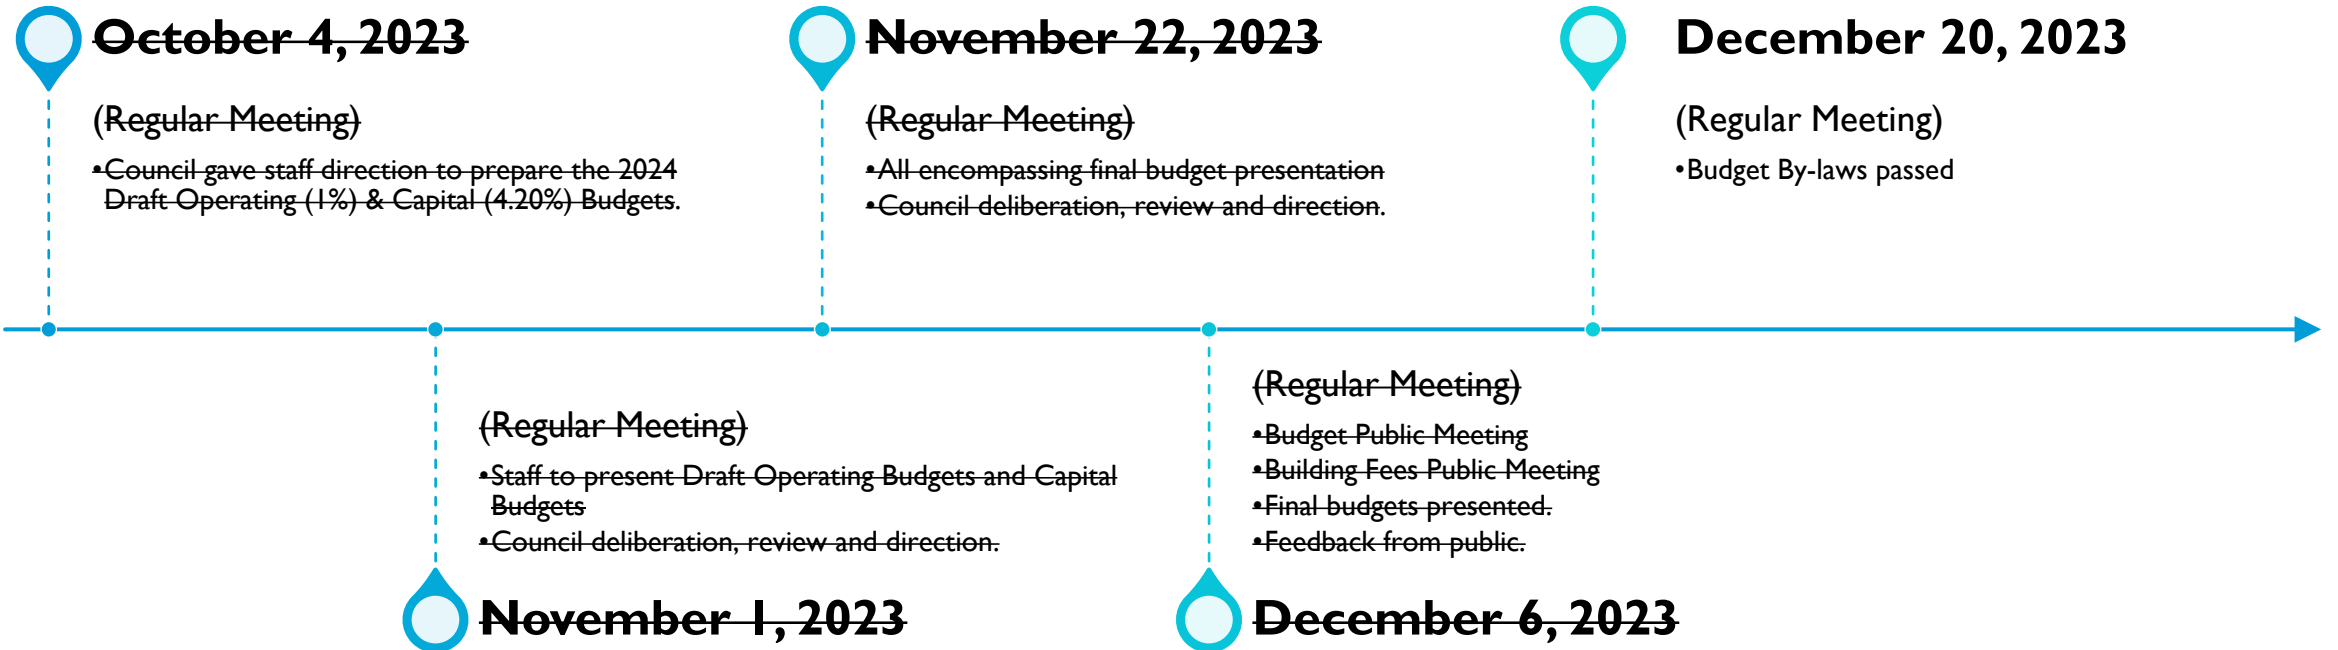 October 4, 2023
(Regular Meeting)
•Council gave staff direction to prepare the 2024
Draft Operating (1%) & Capital (4.20%) Budgets.
(Regular Meeting)
•Staff to present Draft Operating Budgets and Capital
Budgets
•Council deliberation, review and direction.
November 1, 2023
November 22, 2023
(Regular Meeting)
•All encompassing final budget presentation
•Council deliberation, review and direction.
(Regular Meeting)
•Budget Public Meeting
•Building Fees Public Meeting
•Final budgets presented.
•Feedback from public.
December 6, 2023
December 20, 2023
(Regular Meeting)
•Budget By-laws passed